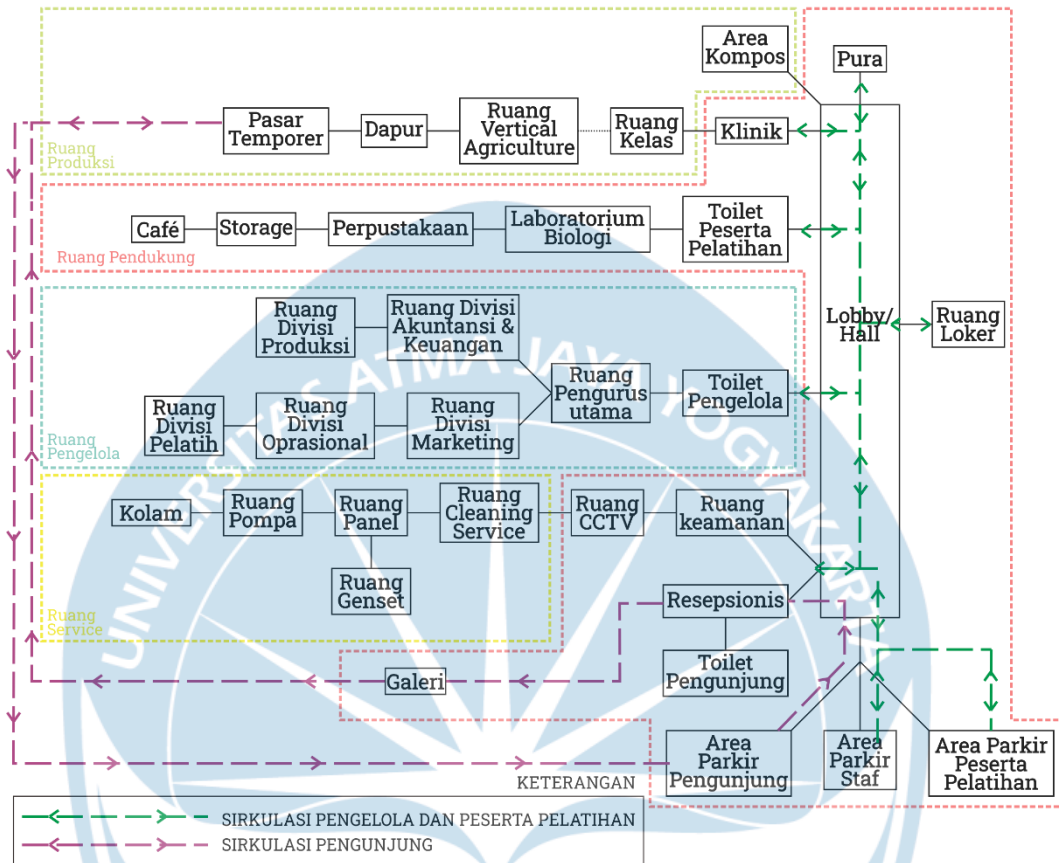 Area
Kompos
Pura
Pasar
Temporer
Dapur
Ruang
Vertical
Agriculture
Ruang
Kelas
Klinik
Ruang
Produksi
Café
Storage
Perpustakaan
Laboratorium
Biologi
Toilet
Peserta
Pelatihan
Ruang Pendukung
Ruang
Divisi
Produksi
Ruang Divisi
Akuntansi &
Keuangan
Lobby/
Hall
Ruang
Loker
Ruang
Pengurus
utama
Toilet
Pengelola
Ruang
Divisi
Pelatih
Ruang
Divisi
Oprasional
Ruang
Divisi
Marketing
Ruang
Pengelola
Kolam
Ruang
Pompa
Ruang
Panel
Ruang
Cleaning
Service
Ruang
CCTV
Ruang
keamanan
Ruang
Genset
Resepsionis
Ruang
Service
Toilet
Pengunjung
Galeri
Area
Parkir
Pengunjung
Area
Parkir
Staf
Area Parkir
Peserta
Pelatihan
KETERANGAN
SIRKULASI PENGELOLA DAN PESERTA PELATIHAN
SIRKULASI PENGUNJUNG
UNIVERSITAS ATMA JAYA YOGYAKARTA